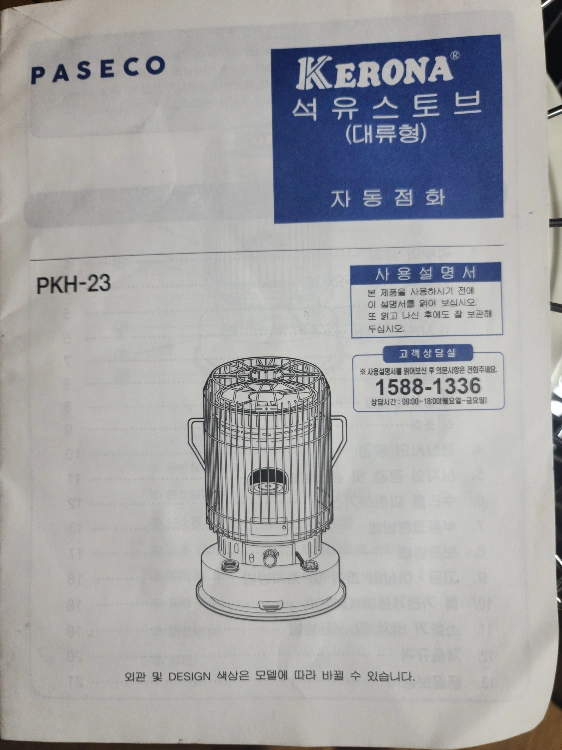 PASECO
KERONA®
석유스토브
(대류형)
자동점화
PKH-23
사용설명서
본 제품을 사용하시기 전에
이 설명서를 읽어 보십시오.
또 읽고 나신 후에도 잘 보관해
두십시오.
고객상담실
※ 사용설명서를 읽어보신 후 의문사항은 전화주세요.
1588-1336
상담시간 : 09:00~18:00(월요일~금요일)
외관 및 DESIGN 색상은 모델에 따라 바뀔 수 있습니다.